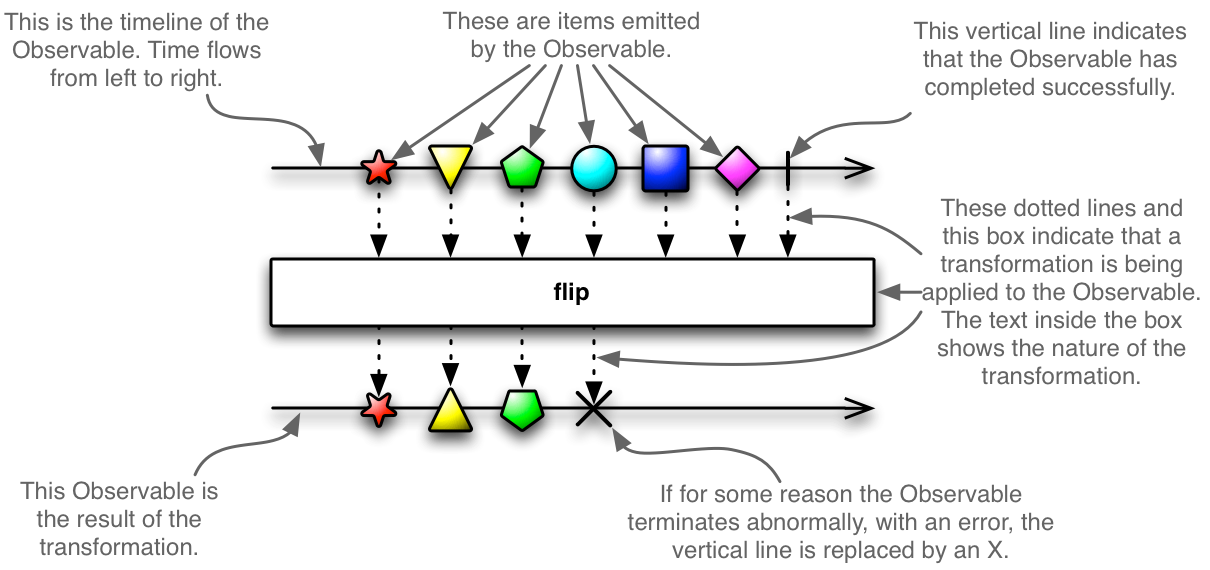 This is the timeline of the
Observable. Time flows
from left to right.
These are items emitted
by the Observable.
This vertical line indicates
that the Observable has
completed successfully.
These dotted lines and
this box indicate that a
transformation is being
applied to the Observable.
The text inside the box
shows the nature of the
transformation.
flip
This Observable is
the result of the
transformation.
If for some reason the Observable
terminates abnormally, with an error, the
vertical line is replaced by an X.